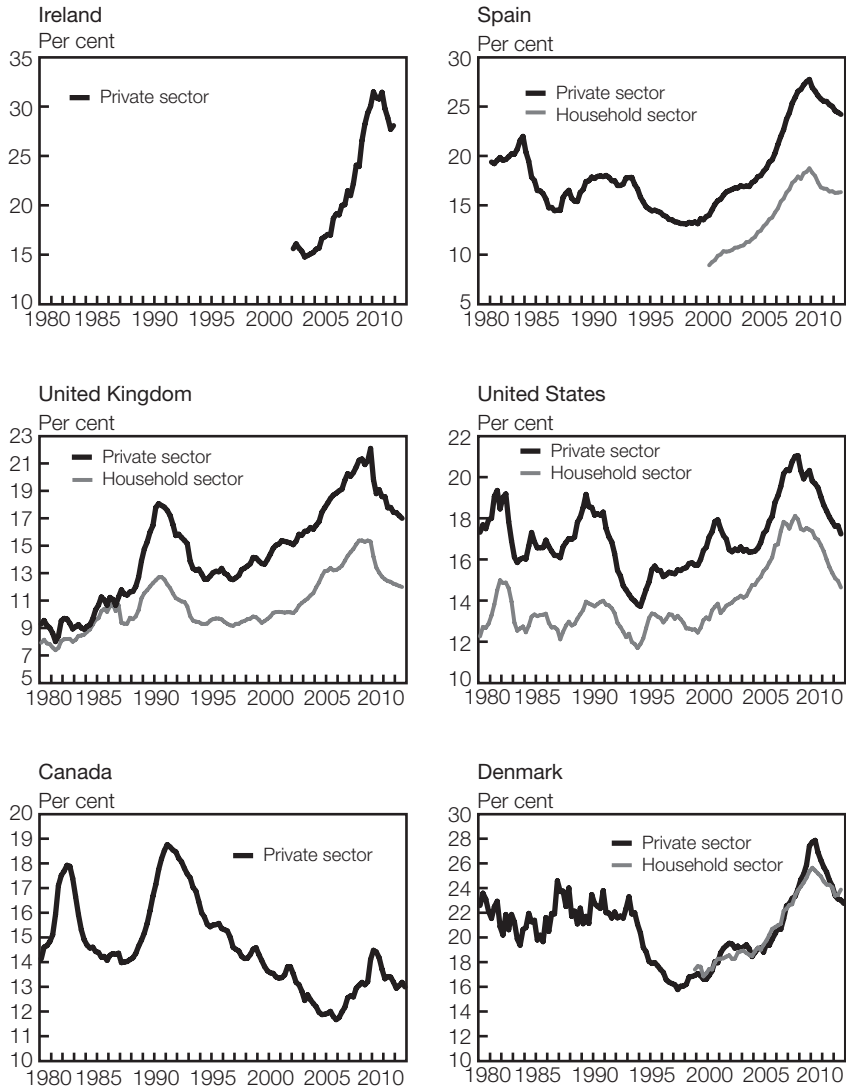 Ireland
Per cent
35
30
25
20
15
10
1980 1985 1990 1995 2000 2005 2010
Private sector
Spain
Per cent
30
25
20
15
10
5
1980 1985 1990 1995 2000 2005 2010
Private sector
Household sector
United Kingdom
Per cent
23
21
19
17
15
13
11
9
7
5
1980 1985 1990 1995 2000 2005 2010
Private sector
Household sector
United States
Per cent
22
20
18
16
14
12
10
1980 1985 1990 1995 2000 2005 2010
Private sector
Household sector
Canada
Per cent
20
19
18
17
16
15
14
13
12
11
10
1980 1985 1990 1995 2000 2005 2010
Private sector
Denmark
Per cent
30
28
26
24
22
20
18
16
14
12
10
1980 1985 1990 1995 2000 2005 2010
Private sector
Household sector